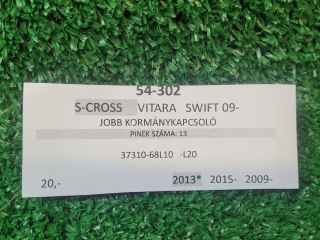 54-302
S-CROSS VITARA SWIFT 09-
JOBB KORMÁNYKAPCSOLÓ
PINEK SZÁMA: 13
37310-68L10 -L20
20,- 2013* 2015- 2009-